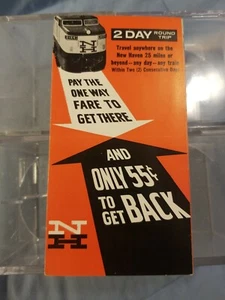 2 DAY ROUND TRIP
Travel anywhere on the
New Haven 25 miles or
beyond—any day—any train
Within Two (2) Consecutive Days
PAY THE
ONE WAY
FARE TO
GET THERE
AND
ONLY 55¢
TO GET BACK
N
H